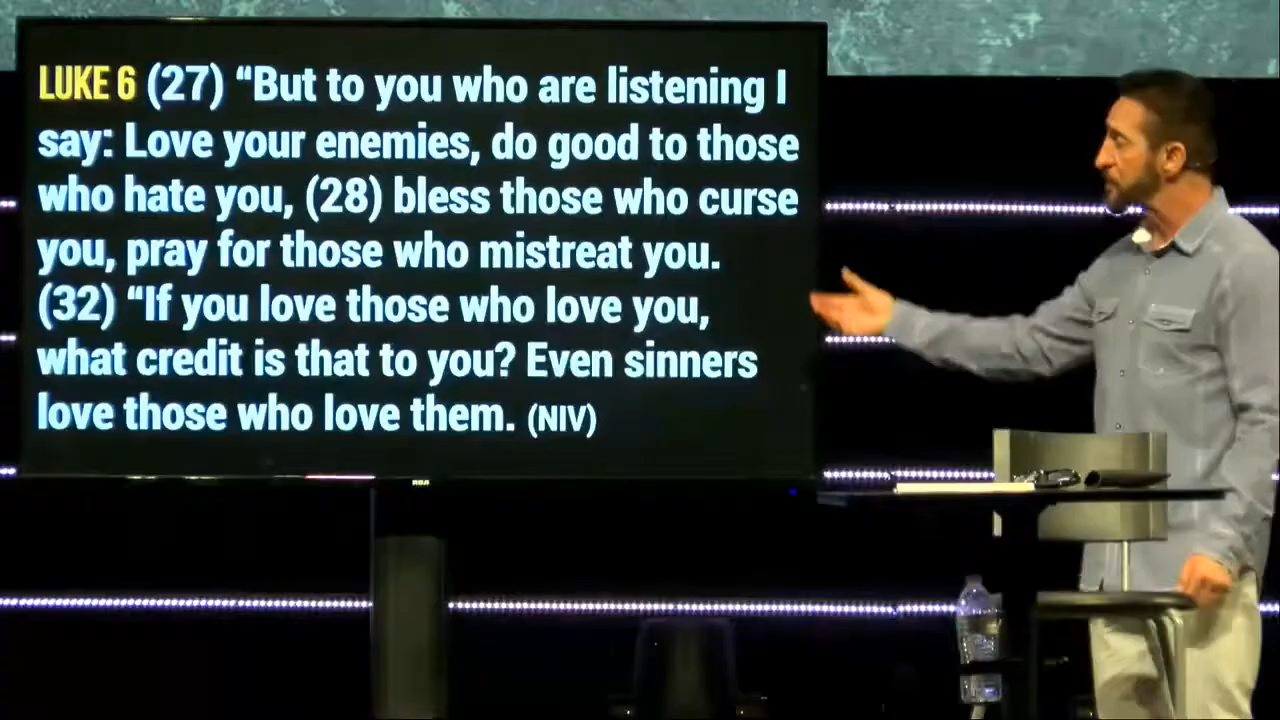 LUKE 6 (27) “But to you who are listening I
say: Love your enemies, do good to those
who hate you, (28) bless those who curse
you, pray for those who mistreat you.
(32) “If you love those who love you,
what credit is that to you? Even sinners
love those who love them. (NIV)
RCA